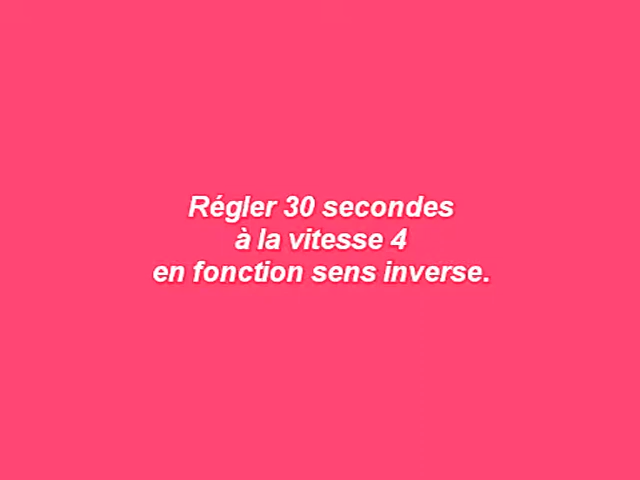 Régler 30 secondes
à la vitesse 4
en fonction sens inverse.